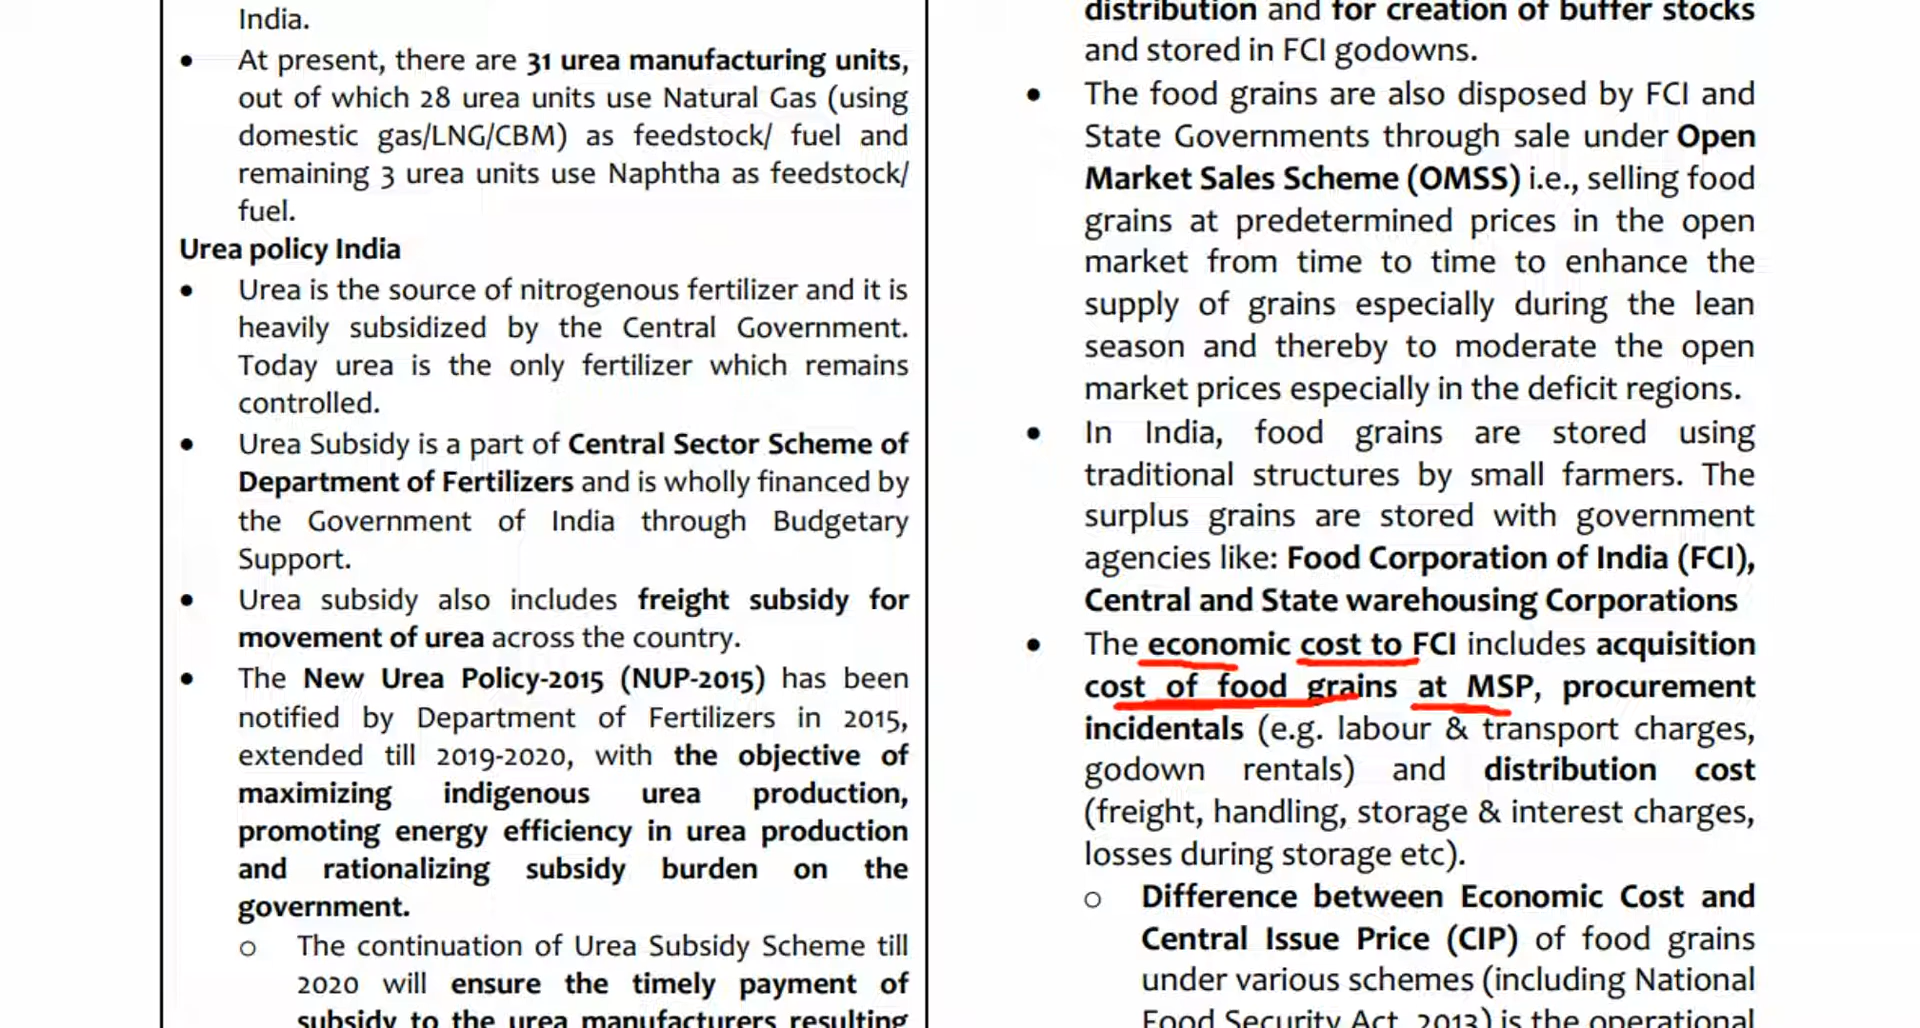 India.
• At present, there are 31 urea manufacturing units,
out of which 28 urea units use Natural Gas (using
domestic gas/LNG/CBM) as feedstock/ fuel and
remaining 3 urea units use Naphtha as feedstock/
fuel.
Urea policy India
• Urea is the source of nitrogenous fertilizer and it is
heavily subsidized by the Central Government.
Today urea is the only fertilizer which remains
controlled.
• Urea Subsidy is a part of Central Sector Scheme of
Department of Fertilizers and is wholly financed by
the Government of India through Budgetary
Support.
• Urea subsidy also includes freight subsidy for
movement of urea across the country.
• The New Urea Policy-2015 (NUP-2015) has been
notified by Department of Fertilizers in 2015,
extended till 2019-2020, with the objective of
maximizing indigenous urea production,
promoting energy efficiency in urea production
and rationalizing subsidy burden on the
government.
o The continuation of Urea Subsidy Scheme till
2020 will ensure the timely payment of
subsidy to the urea manufacturers resulting
distribution and for creation of buffer stocks
and stored in FCI godowns.
• The food grains are also disposed by FCI and
State Governments through sale under Open
Market Sales Scheme (OMSS) i.e., selling food
grains at predetermined prices in the open
market from time to time to enhance the
supply of grains especially during the lean
season and thereby to moderate the open
market prices especially in the deficit regions.
• In India, food grains are stored using
traditional structures by small farmers. The
surplus grains are stored with government
agencies like: Food Corporation of India (FCI),
Central and State warehousing Corporations
• The economic cost to FCI includes acquisition
cost of food grains at MSP, procurement
incidentals (e.g. labour & transport charges,
godown rentals) and distribution cost
(freight, handling, storage & interest charges,
losses during storage etc).
o Difference between Economic Cost and
Central Issue Price (CIP) of food grains
under various schemes (including National
Food Security Act, 2013) is the operational